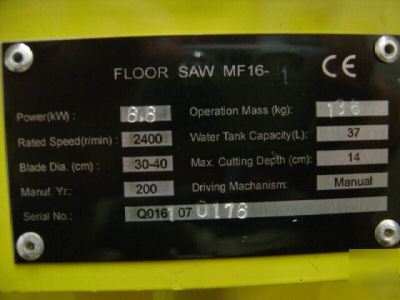 FLOOR SAW MF16- 1 CE
Power(kW): 8.8 Operation Mass (kg): 136
Rated Speed(r/min): 2400 Water Tank Capacity(L): 37
Blade Dia. (cm): 30-40 Max. Cutting Depth (cm): 14
Manuf. Yr.: 200 Driving Machanism: Manual
Serial No.: Q016 07 0178